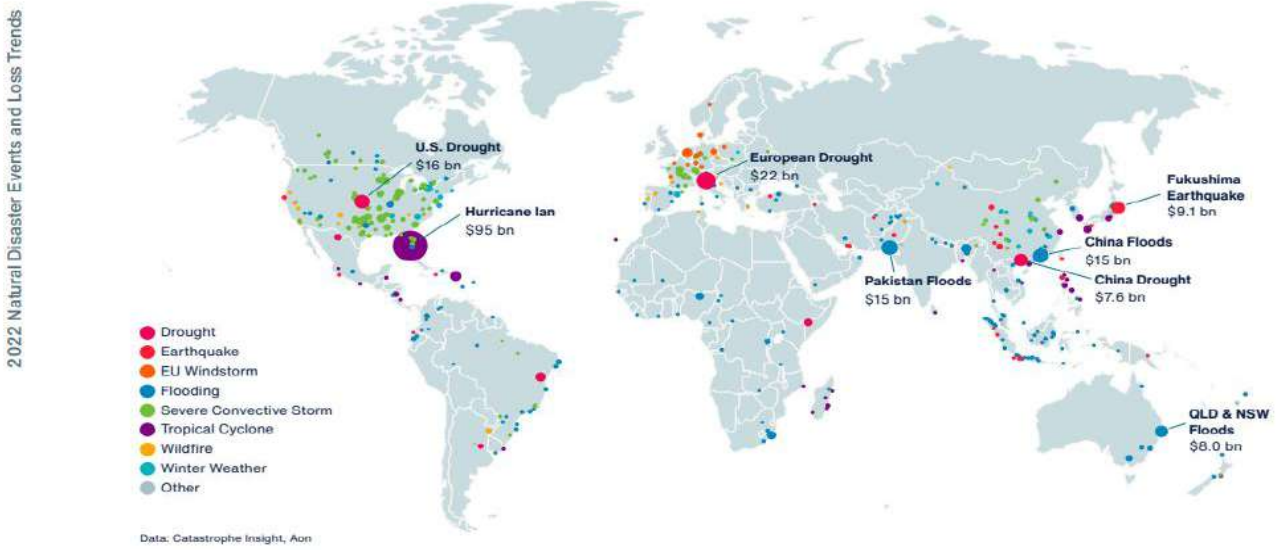 2022 Natural Disaster Events and Loss Trends
U.S. Drought
$16 bn
Hurricane Ian
$95 bn
European Drought
$22 bn
Fukushima
Earthquake
$9.1 bn
China Floods
$15 bn
China Drought
$7.6 bn
Pakistan Floods
$15 bn
QLD & NSW
Floods
$8.0 bn
Drought
Earthquake
EU Windstorm
Flooding
Severe Convective Storm
Tropical Cyclone
Wildfire
Winter Weather
Other
Data: Catastrophe Insight, Aon